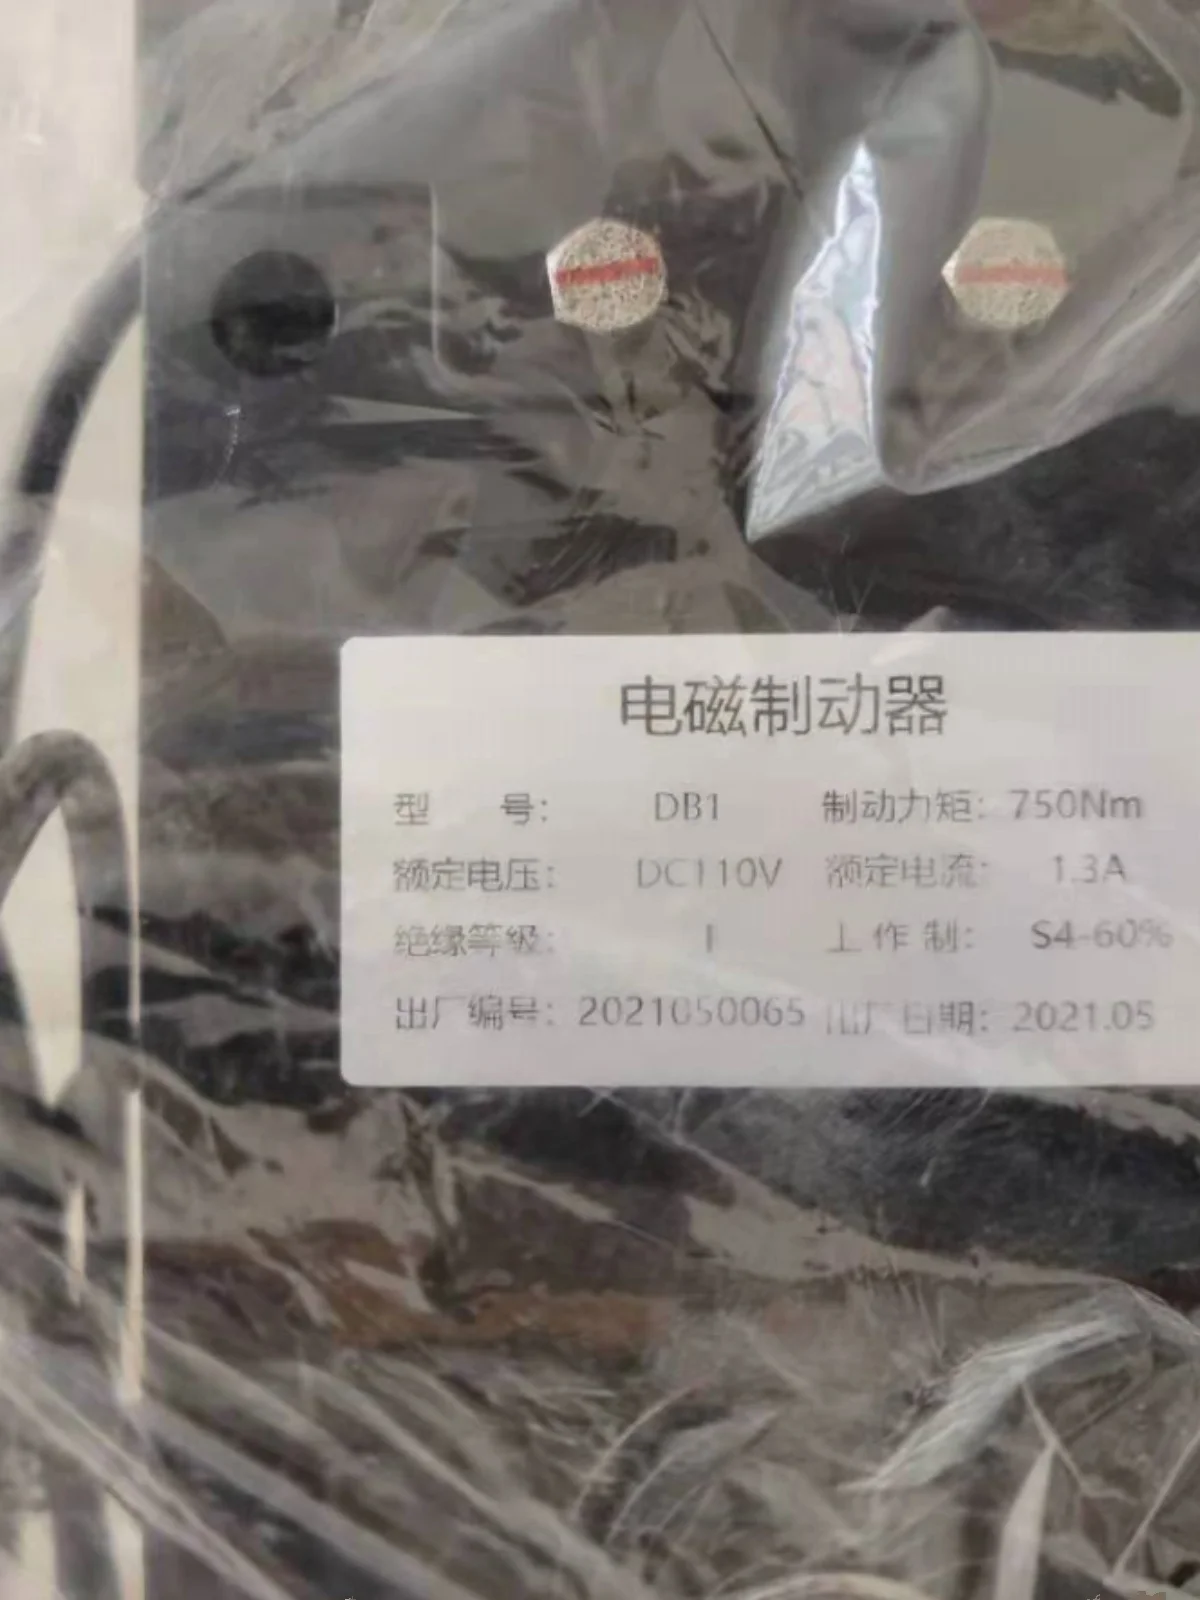 电磁制动器
型 号: DB1 制动力矩: 750Nm
额定电压: DC110V 额定电流: 1.3A
绝缘等级: I 工作制: S4-60%
出厂编号: 2021050065 出厂日期: 2021.05